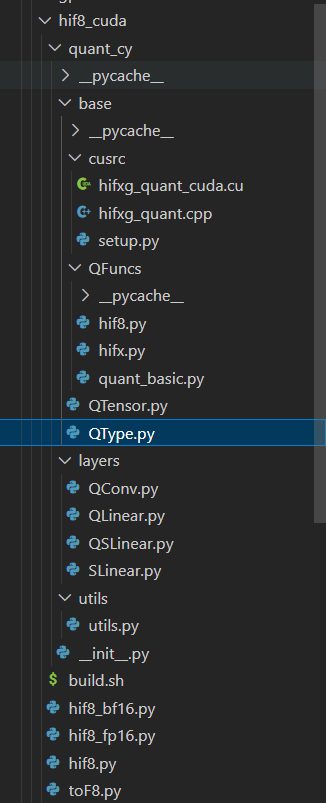 hif8_cuda
quant_cy
__pycache__
base
__pycache__
cusrc
hifxg_quant_cuda.cu
hifxg_quant.cpp
setup.py
QFuncs
__pycache__
hif8.py
hifx.py
quant_basic.py
QTensor.py
QType.py
layers
QConv.py
QLinear.py
QSLinear.py
SLinear.py
utils
utils.py
__init__.py
$ build.sh
hif8_bf16.py
hif8_fp16.py
hif8.py
toF8.py